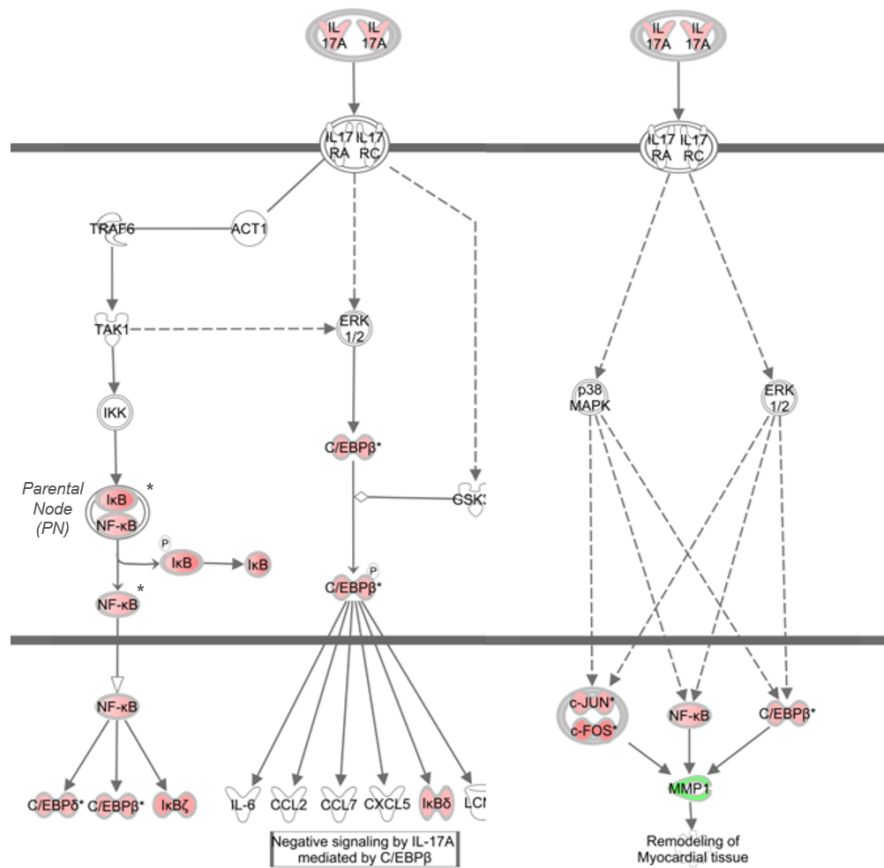 IL
17A
IL
17A
IL
17A
IL
17A
IL17
RA
IL17
RC
IL17
RA
IL17
RC
TRAF6
ACT1
TAK1
ERK
1/2
IKK
p38
MAPK
ERK
1/2
C/EBPβ*
Parental
Node
(PN)
IκB
NF-κB
*
P
IκB
IκB
NF-κB
*
P
C/EBPβ*
NF-κB
c-JUN*
c-FOS*
NF-κB
C/EBPβ*
C/EBPδ*
C/EBPβ*
IκBζ
IL-6
CCL2
CCL7
CXCL5
IκBδ
MMP1
Negative signaling by IL-17A
mediated by C/EBPβ
Remodeling of
Myocardial tissue